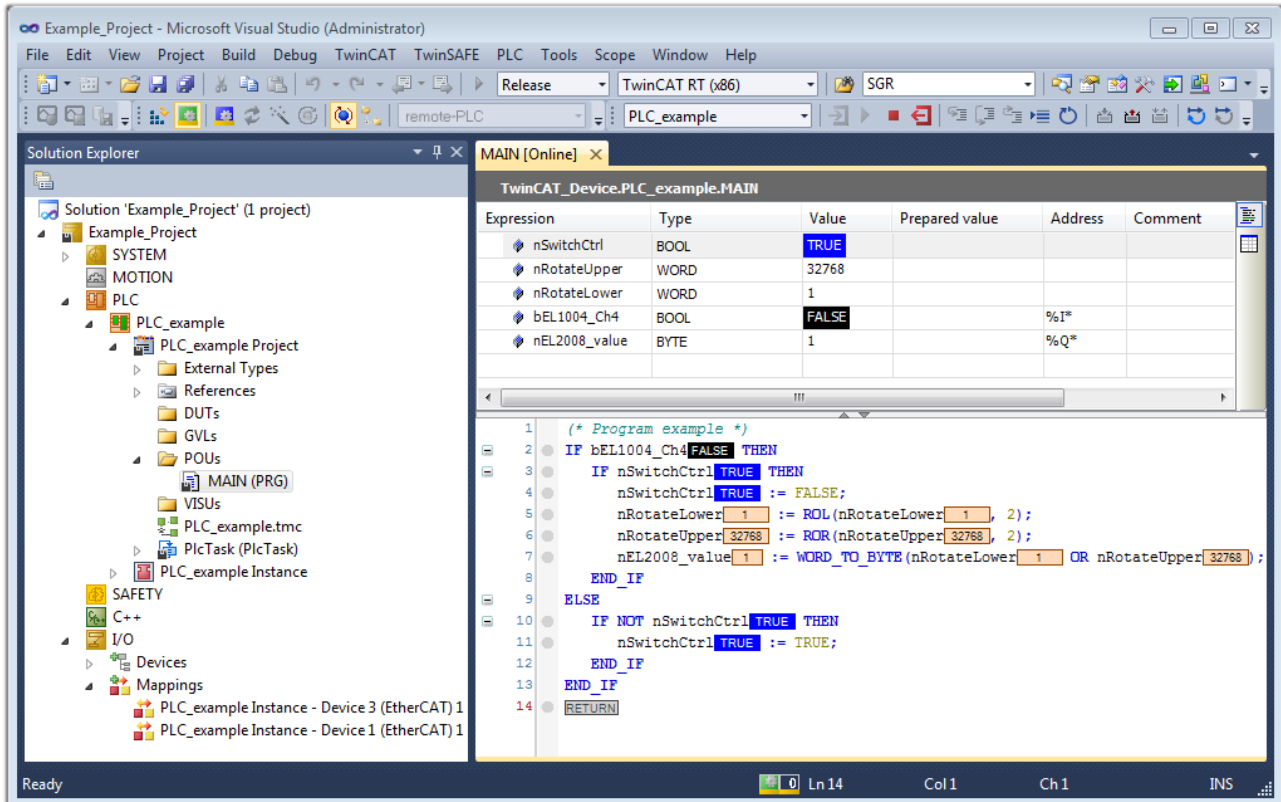 Example_Project - Microsoft Visual Studio (Administrator)
File Edit View Project Build Debug TwinCAT TwinSAFE PLC Tools Scope Window Help
Release TwinCAT RT (x86) SGR
remote-PLC PLC_example
Solution Explorer
Solution 'Example_Project' (1 project)
Example_Project
SYSTEM
MOTION
PLC
PLC_example
PLC_example Project
External Types
References
DUTs
GVLs
POUs
MAIN (PRG)
VISUs
PLC_example.tmc
PlcTask (PlcTask)
PLC_example Instance
SAFETY
C++
I/O
Devices
Mappings
PLC_example Instance - Device 3 (EtherCAT) 1
PLC_example Instance - Device 1 (EtherCAT) 1
MAIN [Online]
TwinCAT_Device.PLC_example.MAIN
Expression Type Value Prepared value Address Comment
nSwitchCtrl BOOL TRUE
nRotateUpper WORD 32768
nRotateLower WORD 1
bEL1004_Ch4 BOOL FALSE %I*
nEL2008_value BYTE 1 %Q*
1 (* Program example *)
2 IF bEL1004_Ch4 FALSE THEN
3 IF nSwitchCtrl TRUE THEN
4 nSwitchCtrl TRUE := FALSE;
5 nRotateLower 1 := ROL(nRotateLower 1 , 2);
6 nRotateUpper 32768 := ROR(nRotateUpper 32768 , 2);
7 nEL2008_value 1 := WORD_TO_BYTE(nRotateLower 1 OR nRotateUpper 32768 );
8 END_IF
9 ELSE
10 IF NOT nSwitchCtrl TRUE THEN
11 nSwitchCtrl TRUE := TRUE;
12 END_IF
13 END_IF
14 RETURN
Ready 0 Ln 14 Col 1 Ch 1 INS